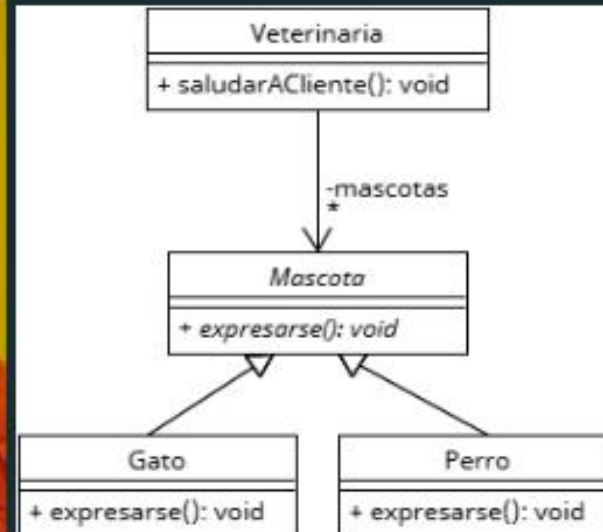 Veterinaria
+ saludarACliente(): void
-mascotas
*
Mascota
+ expresarse(): void
Gato
+ expresarse(): void
Perro
+ expresarse(): void